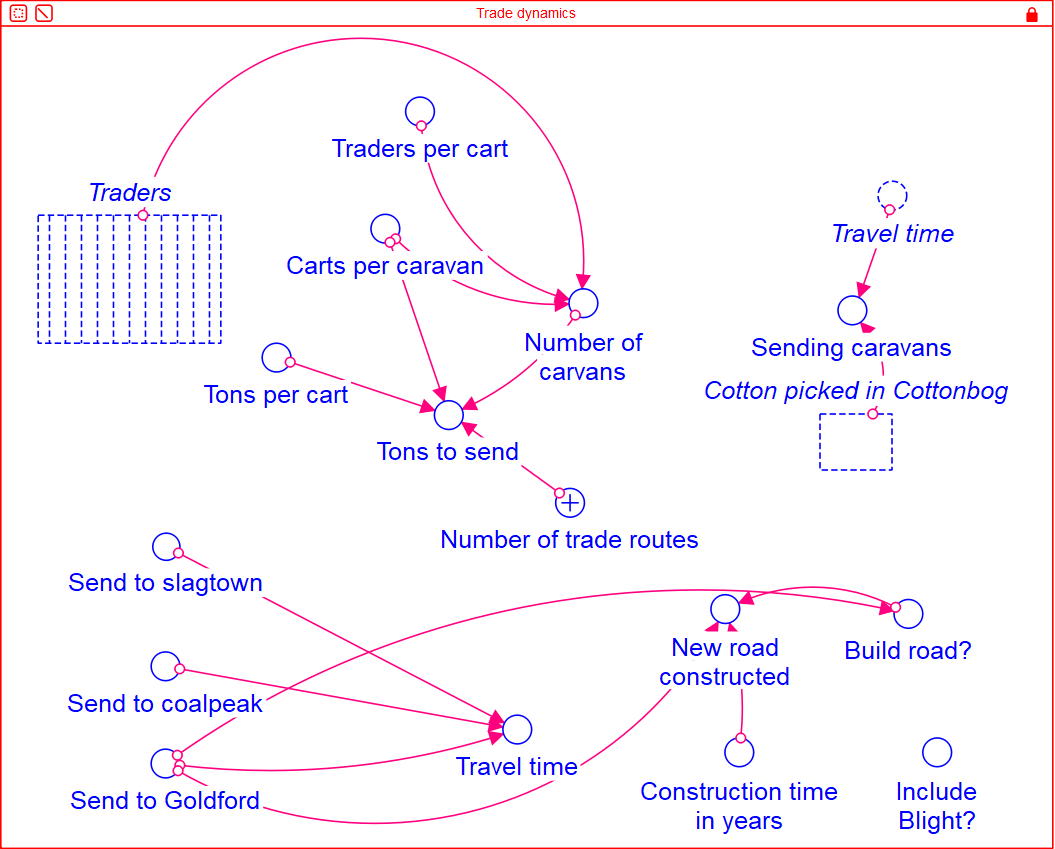 Trade dynamics
Traders per cart
Traders
Travel time
Carts per caravan
Number of
carvans
Sending caravans
Tons per cart
Cotton picked in Cottonbog
Tons to send
Number of trade routes
Send to slagtown
New road
constructed
Build road?
Send to coalpeak
Travel time
Send to Goldford
Construction time
in years
Include
Blight?